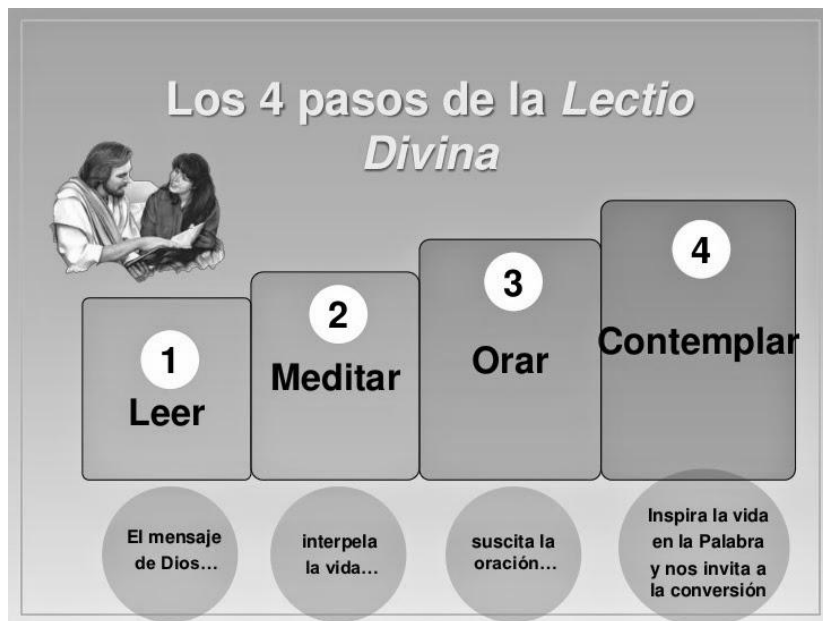 Los 4 pasos de la Lectio
Divina
1
Leer
2
Meditar
3
Orar
4
Contemplar
El mensaje
de Dios...
interpela
la vida...
suscita la
oración...
Inspira la vida
en la Palabra
y nos invita a
la conversión